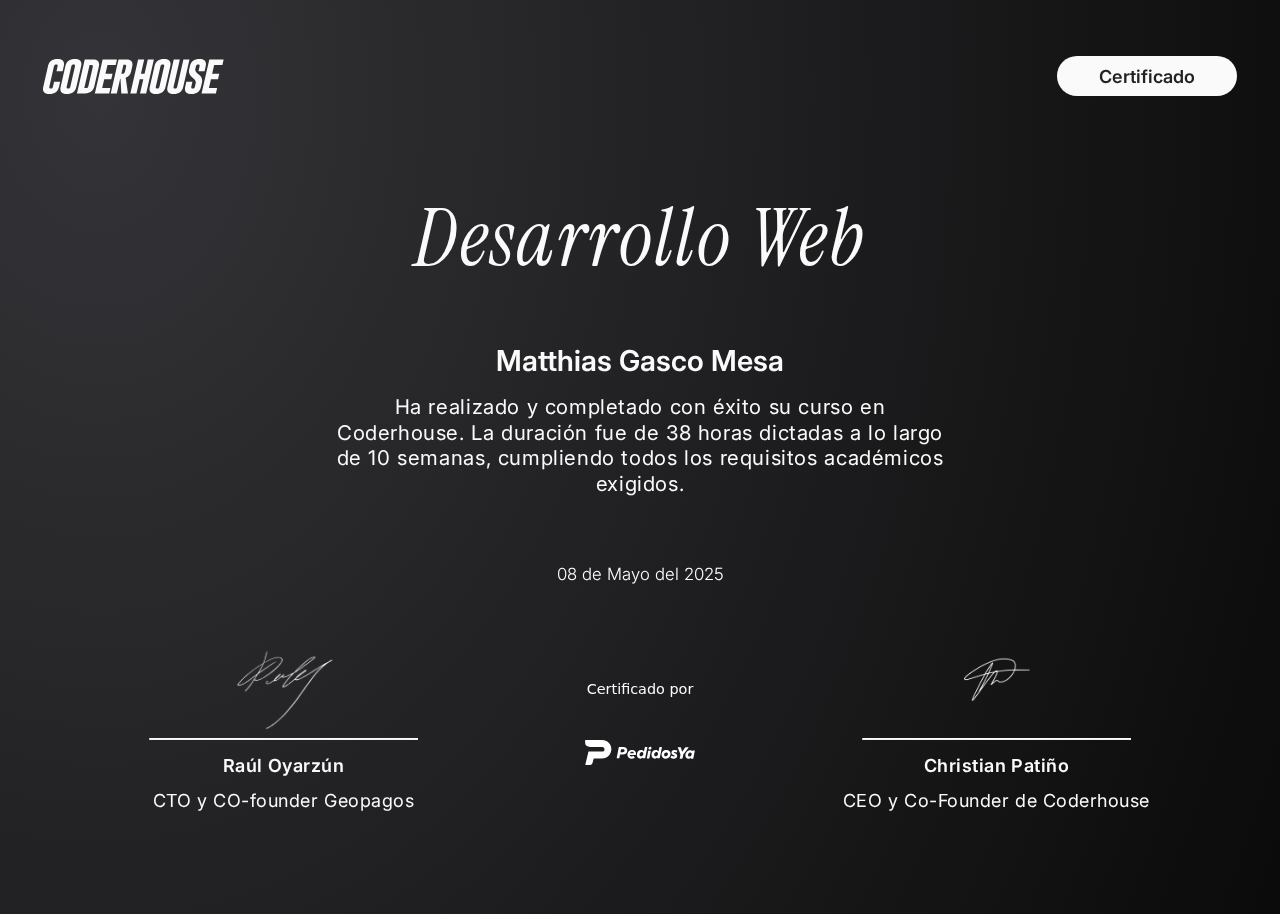 CODERHOUSE
Certificado
Desarrollo Web
Matthias Gasco Mesa
Ha realizado y completado con éxito su curso en
Coderhouse. La duración fue de 38 horas dictadas a lo largo
de 10 semanas, cumpliendo todos los requisitos académicos
exigidos.
08 de Mayo del 2025
Certificado por
PedidosYa
Raúl Oyarzún
CTO y CO-founder Geopagos
Christian Patiño
CEO y Co-Founder de Coderhouse